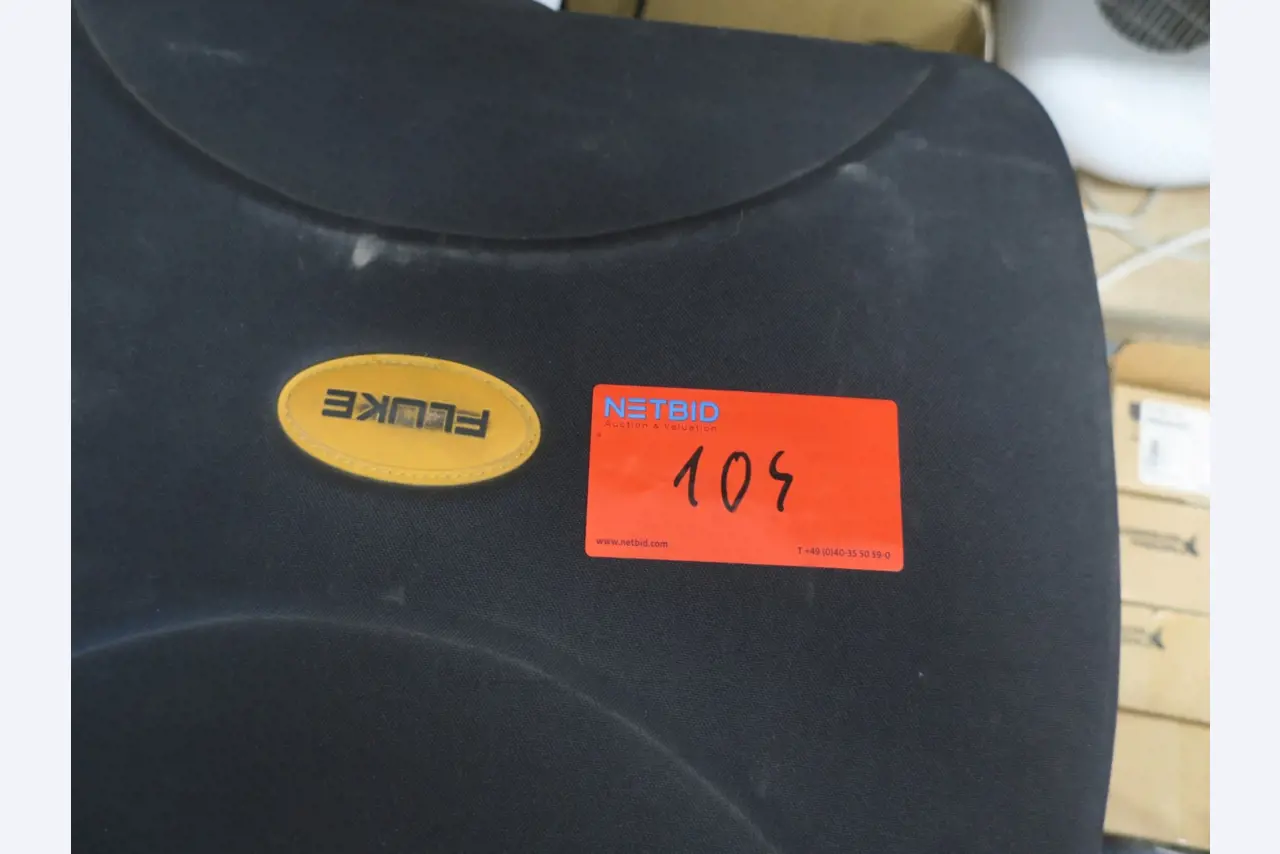 FLUKE
NETBID
Auction & Valuation
104
www.netbid.com
T +49 (0)40-35 50 59-0